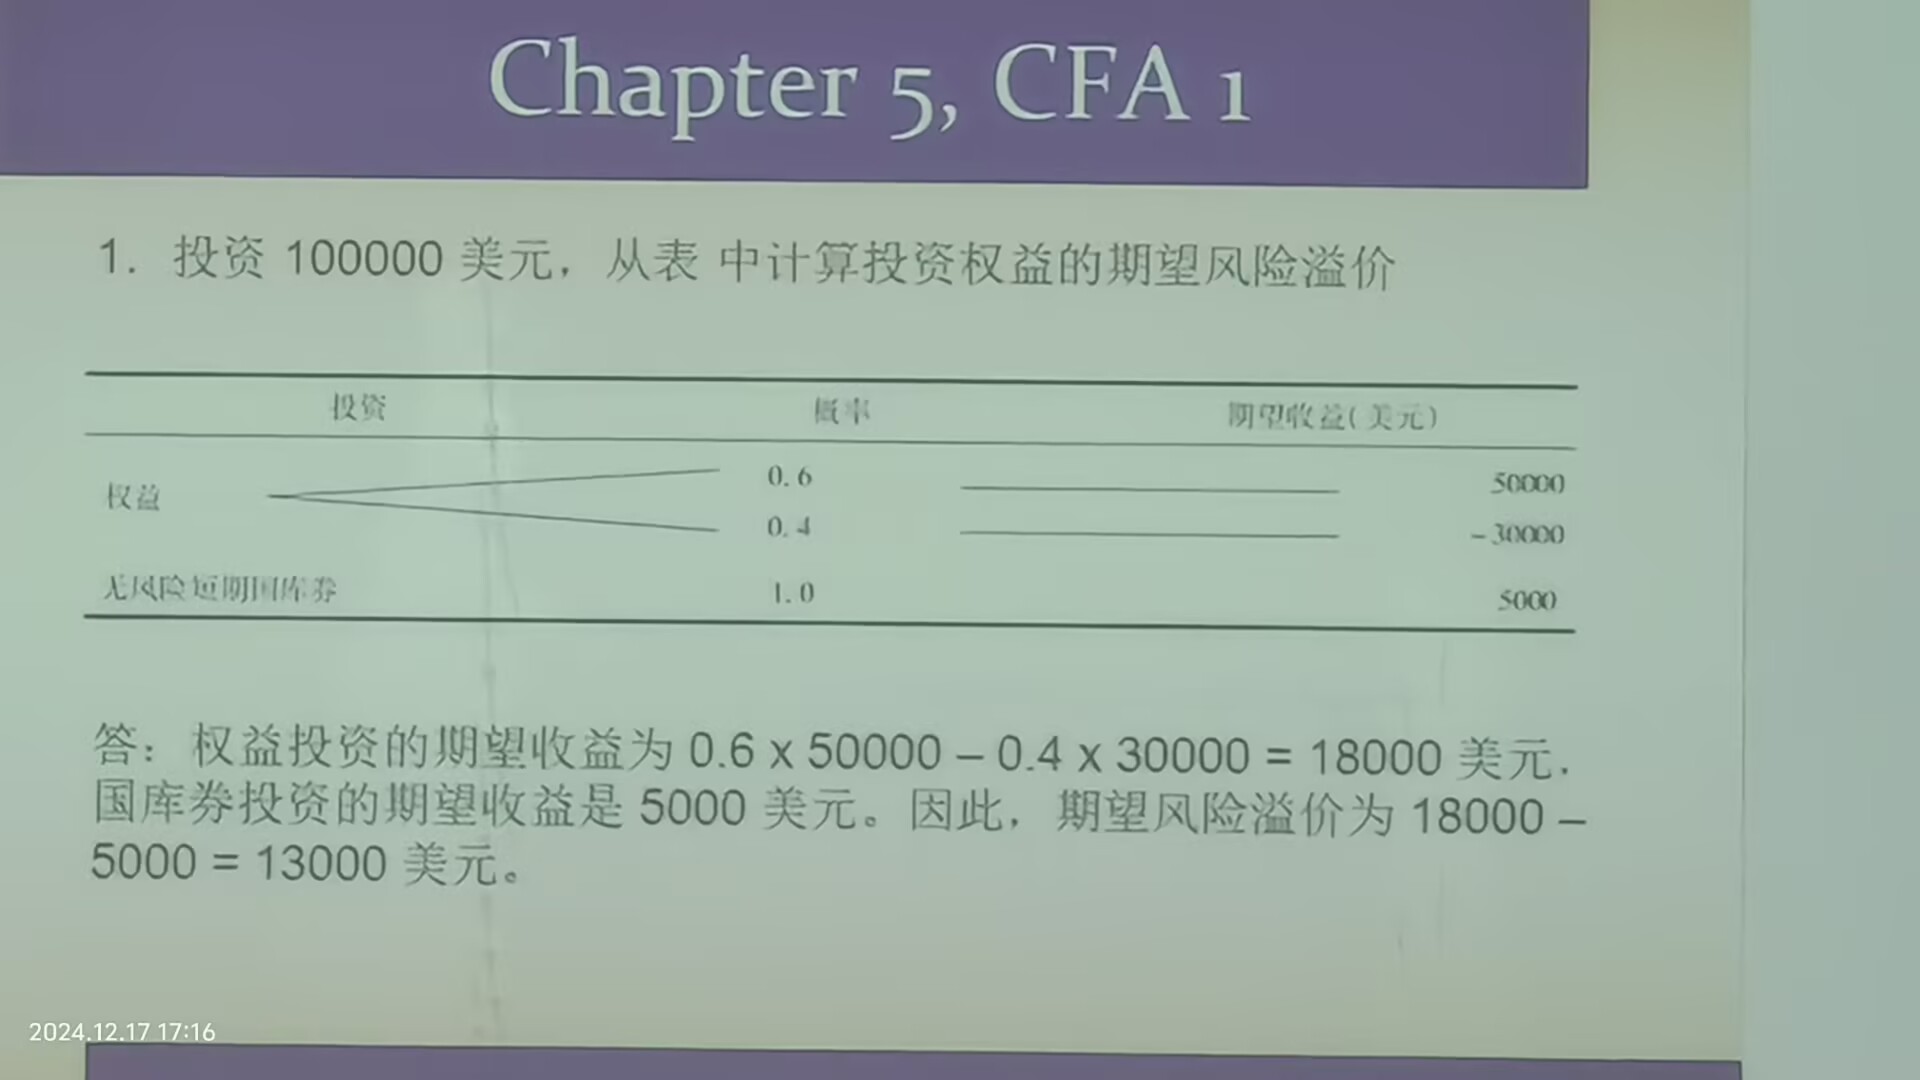 Chapter 5, CFA 1
1. 投资 100000 美元，从表 中计算投资权益的期望风险溢价
投资 概率 期望收益(美元)
权益 0.6 50000
0.4 -30000
无风险短期国库券 1.0 5000
答： 权益投资的期望收益为 0.6 x 50000 – 0.4 x 30000 = 18000 美元，
国库券投资的期望收益是 5000 美元。因此，期望风险溢价为 18000 –
5000 = 13000 美元。
2024.12.17 17:16